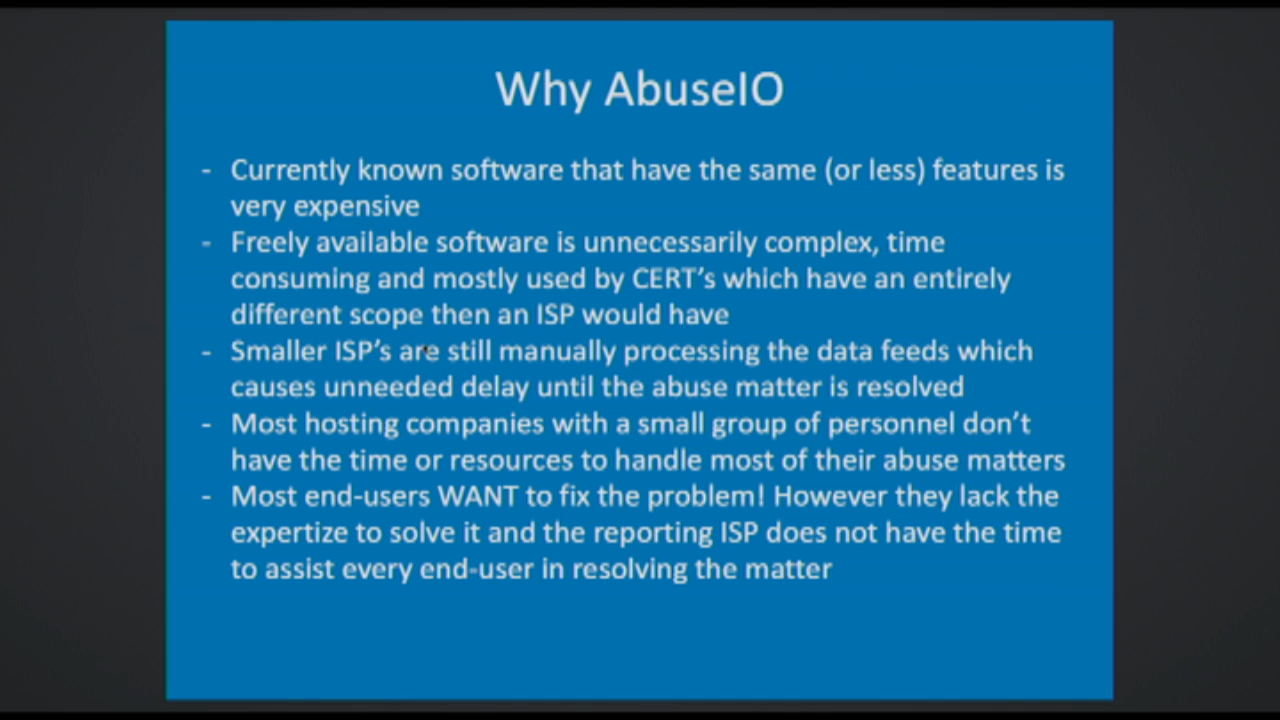 Why AbuseIO
- Currently known software that have the same (or less) features is
very expensive
- Freely available software is unnecessarily complex, time
consuming and mostly used by CERT's which have an entirely
different scope then an ISP would have
- Smaller ISP's are still manually processing the data feeds which
causes unneeded delay until the abuse matter is resolved
- Most hosting companies with a small group of personnel don't
have the time or resources to handle most of their abuse matters
- Most end-users WANT to fix the problem! However they lack the
expertize to solve it and the reporting ISP does not have the time
to assist every end-user in resolving the matter